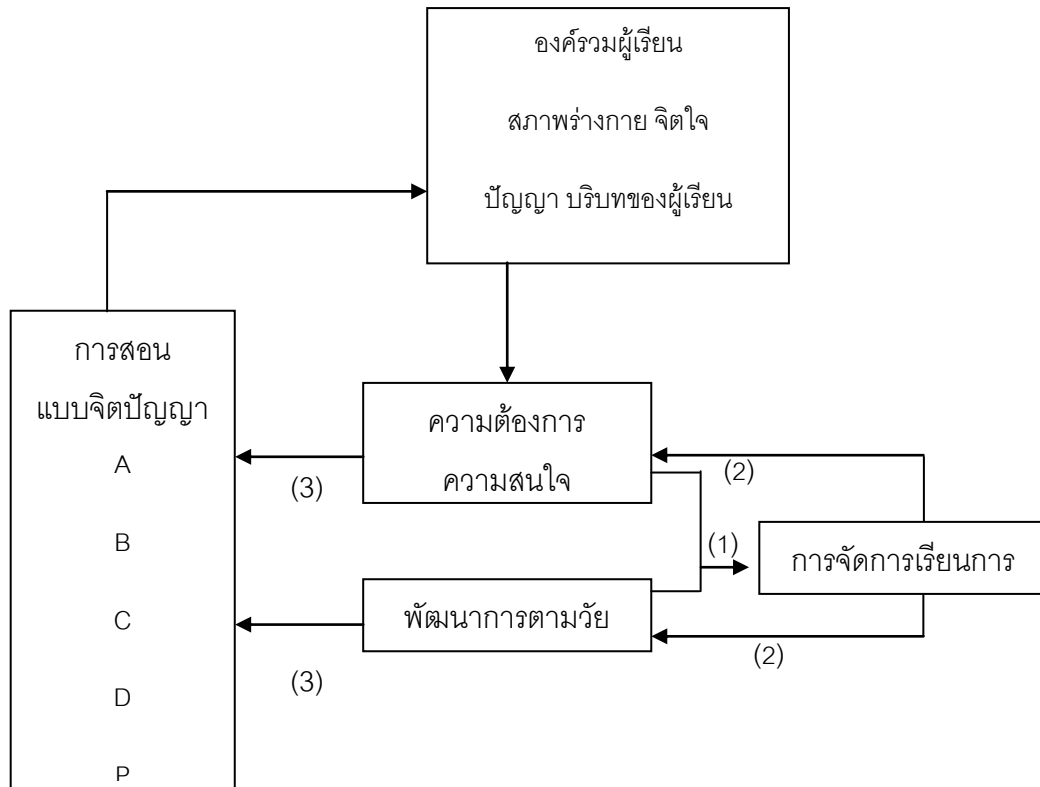 องค์รวมผู้เรียน
สภาพร่างกาย จิตใจ
ปัญญา บริบทของผู้เรียน
การสอน
แบบจิตปัญญา
A
B
C
D
P
ความต้องการ
ความสนใจ
(3)
(2)
(1)
การจัดการเรียนการ
พัฒนาการตามวัย
(3)
(2)